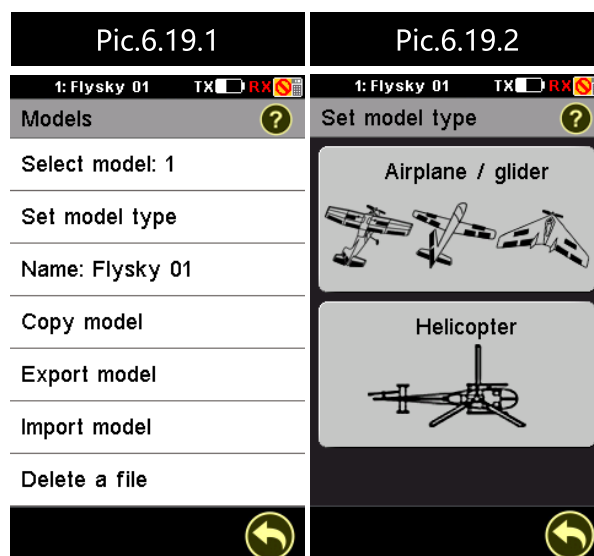 Pic.6.19.1
1: Flysky 01 TX RX
Models ?
Select model: 1
Set model type
Name: Flysky 01
Copy model
Export model
Import model
Delete a file
Pic.6.19.2
1: Flysky 01 TX RX
Set model type ?
Airplane / glider
Helicopter